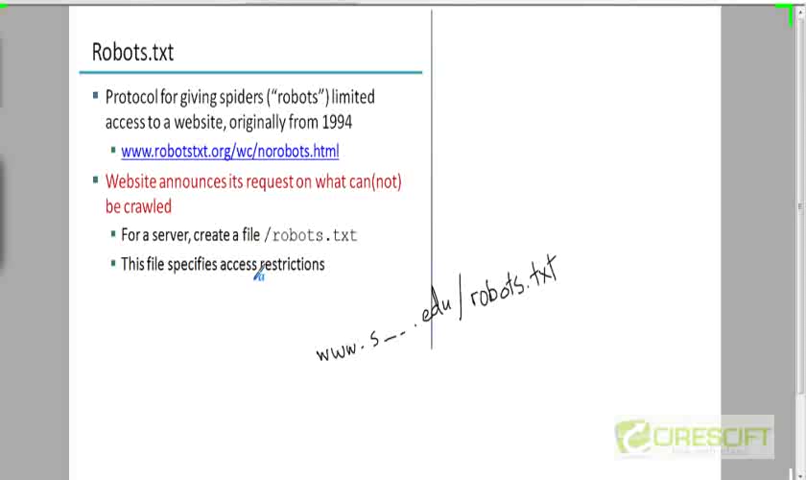 Robots.txt
▪ Protocol for giving spiders (“robots”) limited
access to a website, originally from 1994
▪ www.robotstxt.org/wc/norobots.html
▪ Website announces its request on what can(not)
be crawled
▪ For a server, create a file /robots.txt
▪ This file specifies access restrictions
www.s_ _ _.edu/robots.txt